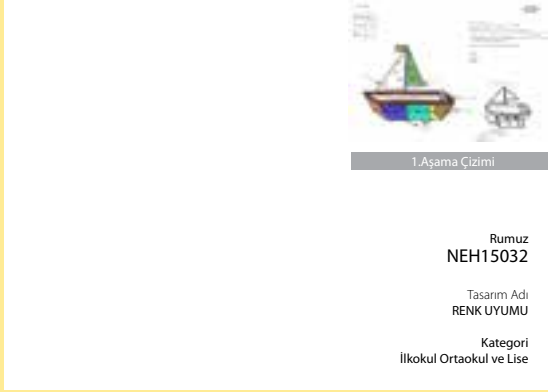 1.Aşama Çizimi
Rumuz
NEH15032
Tasarım Adı
RENK UYUMU
Kategori
İlkokul Ortaokul ve Lise